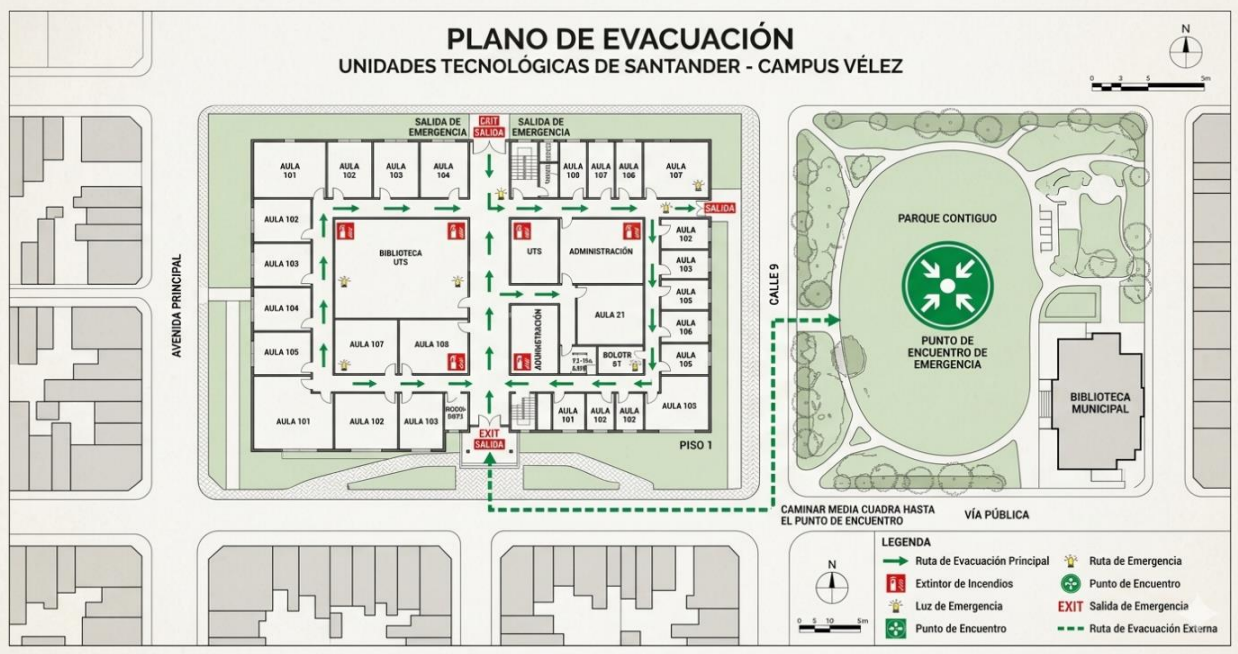 PLANO DE EVACUACIÓN
UNIDADES TECNOLÓGICAS DE SANTANDER - CAMPUS VÉLEZ
N
0 3 5 5m
SALIDA DE
EMERGENCIA
CRIT
SALIDA
SALIDA DE
EMERGENCIA
AULA
101
AULA
102
AULA
103
AULA
104
AULA
100
AULA
107
AULA
106
AULA
107
SALIDA
AULA 102
AULA 103
AULA 104
AULA 105
BIBLIOTECA
UTS
UTS
ADMINISTRACIÓN
AULA
102
AULA
103
AULA
105
AULA
106
AULA
105
AULA 107
AULA 108
AULA 21
BOLOTR
ST
AULA 101
AULA 102
AULA 103
AULA
101
AULA
102
AULA
102
AULA 105
EXIT
SALIDA
PISO 1
AVENIDA PRINCIPAL
CALLE 9
PARQUE CONTIGUO
PUNTO DE
ENCUENTRO DE
EMERGENCIA
BIBLIOTECA
MUNICIPAL
CAMINAR MEDIA CUADRA HASTA
EL PUNTO DE ENCUENTRO
VÍA PÚBLICA
N
0 5 10 5m
LEGENDA
Ruta de Evacuación Principal
Extintor de Incendios
Luz de Emergencia
Punto de Encuentro
Ruta de Emergencia
Punto de Encuentro
EXIT Salida de Emergencia
Ruta de Evacuación Externa